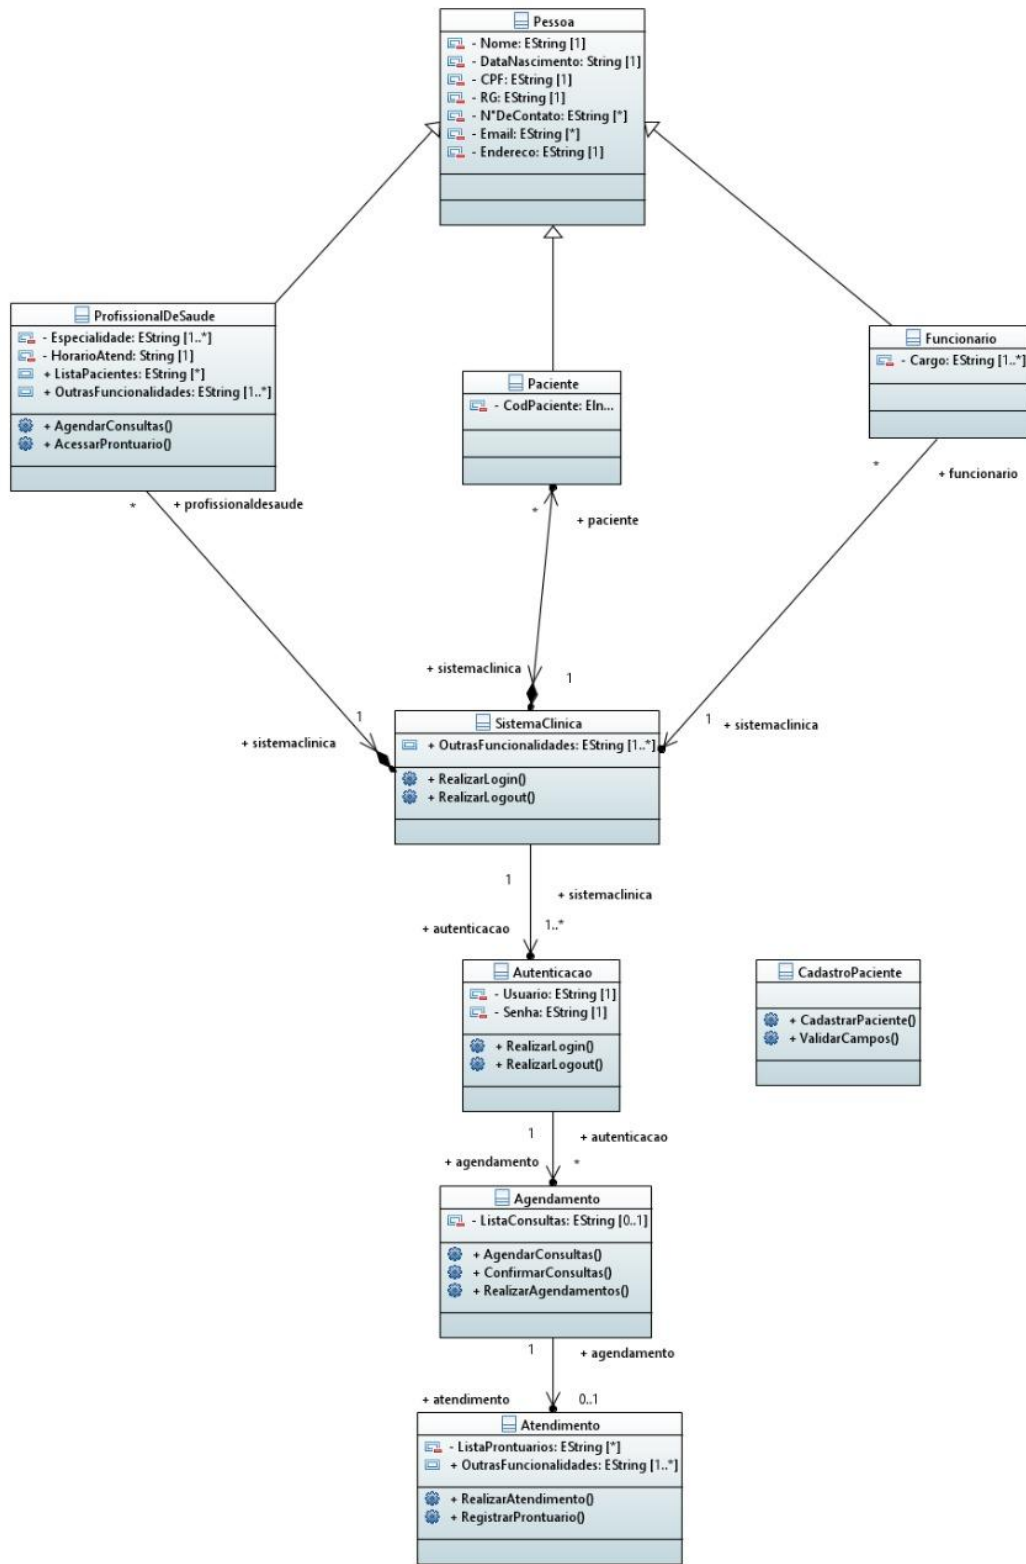 Pessoa
- Nome: EString [1]
- DataNascimento: String [1]
- CPF: EString [1]
- RG: EString [1]
- N°DeContato: EString [*]
- Email: EString [*]
- Endereco: EString [1]
ProfissionalDeSaude
- Especialidade: EString [1..*]
- HorarioAtend: String [1]
+ ListaPacientes: EString [*]
+ OutrasFuncionalidades: EString [1..*]
+ AgendarConsultas()
+ AcessarProntuario()
Paciente
- CodPaciente: EIn...
Funcionario
- Cargo: EString [1..*]
*
+ profissionaldesaude
*
+ paciente
*
+ funcionario
+ sistemaclinica
1
1
+ sistemaclinica
1
+ sistemaclinica
SistemaClinica
+ OutrasFuncionalidades: EString [1..*]
+ RealizarLogin()
+ RealizarLogout()
1
+ sistemaclinica
+ autenticacao
1..*
Autenticacao
- Usuario: EString [1]
- Senha: EString [1]
+ RealizarLogin()
+ RealizarLogout()
CadastroPaciente
+ CadastrarPaciente()
+ ValidarCampos()
1
+ autenticacao
+ agendamento
*
Agendamento
- ListaConsultas: EString [0..1]
+ AgendarConsultas()
+ ConfirmarConsultas()
+ RealizarAgendamentos()
1
+ agendamento
+ atendimento
0..1
Atendimento
- ListaProntuarios: EString [*]
+ OutrasFuncionalidades: EString [1..*]
+ RealizarAtendimento()
+ RegistrarProntuario()